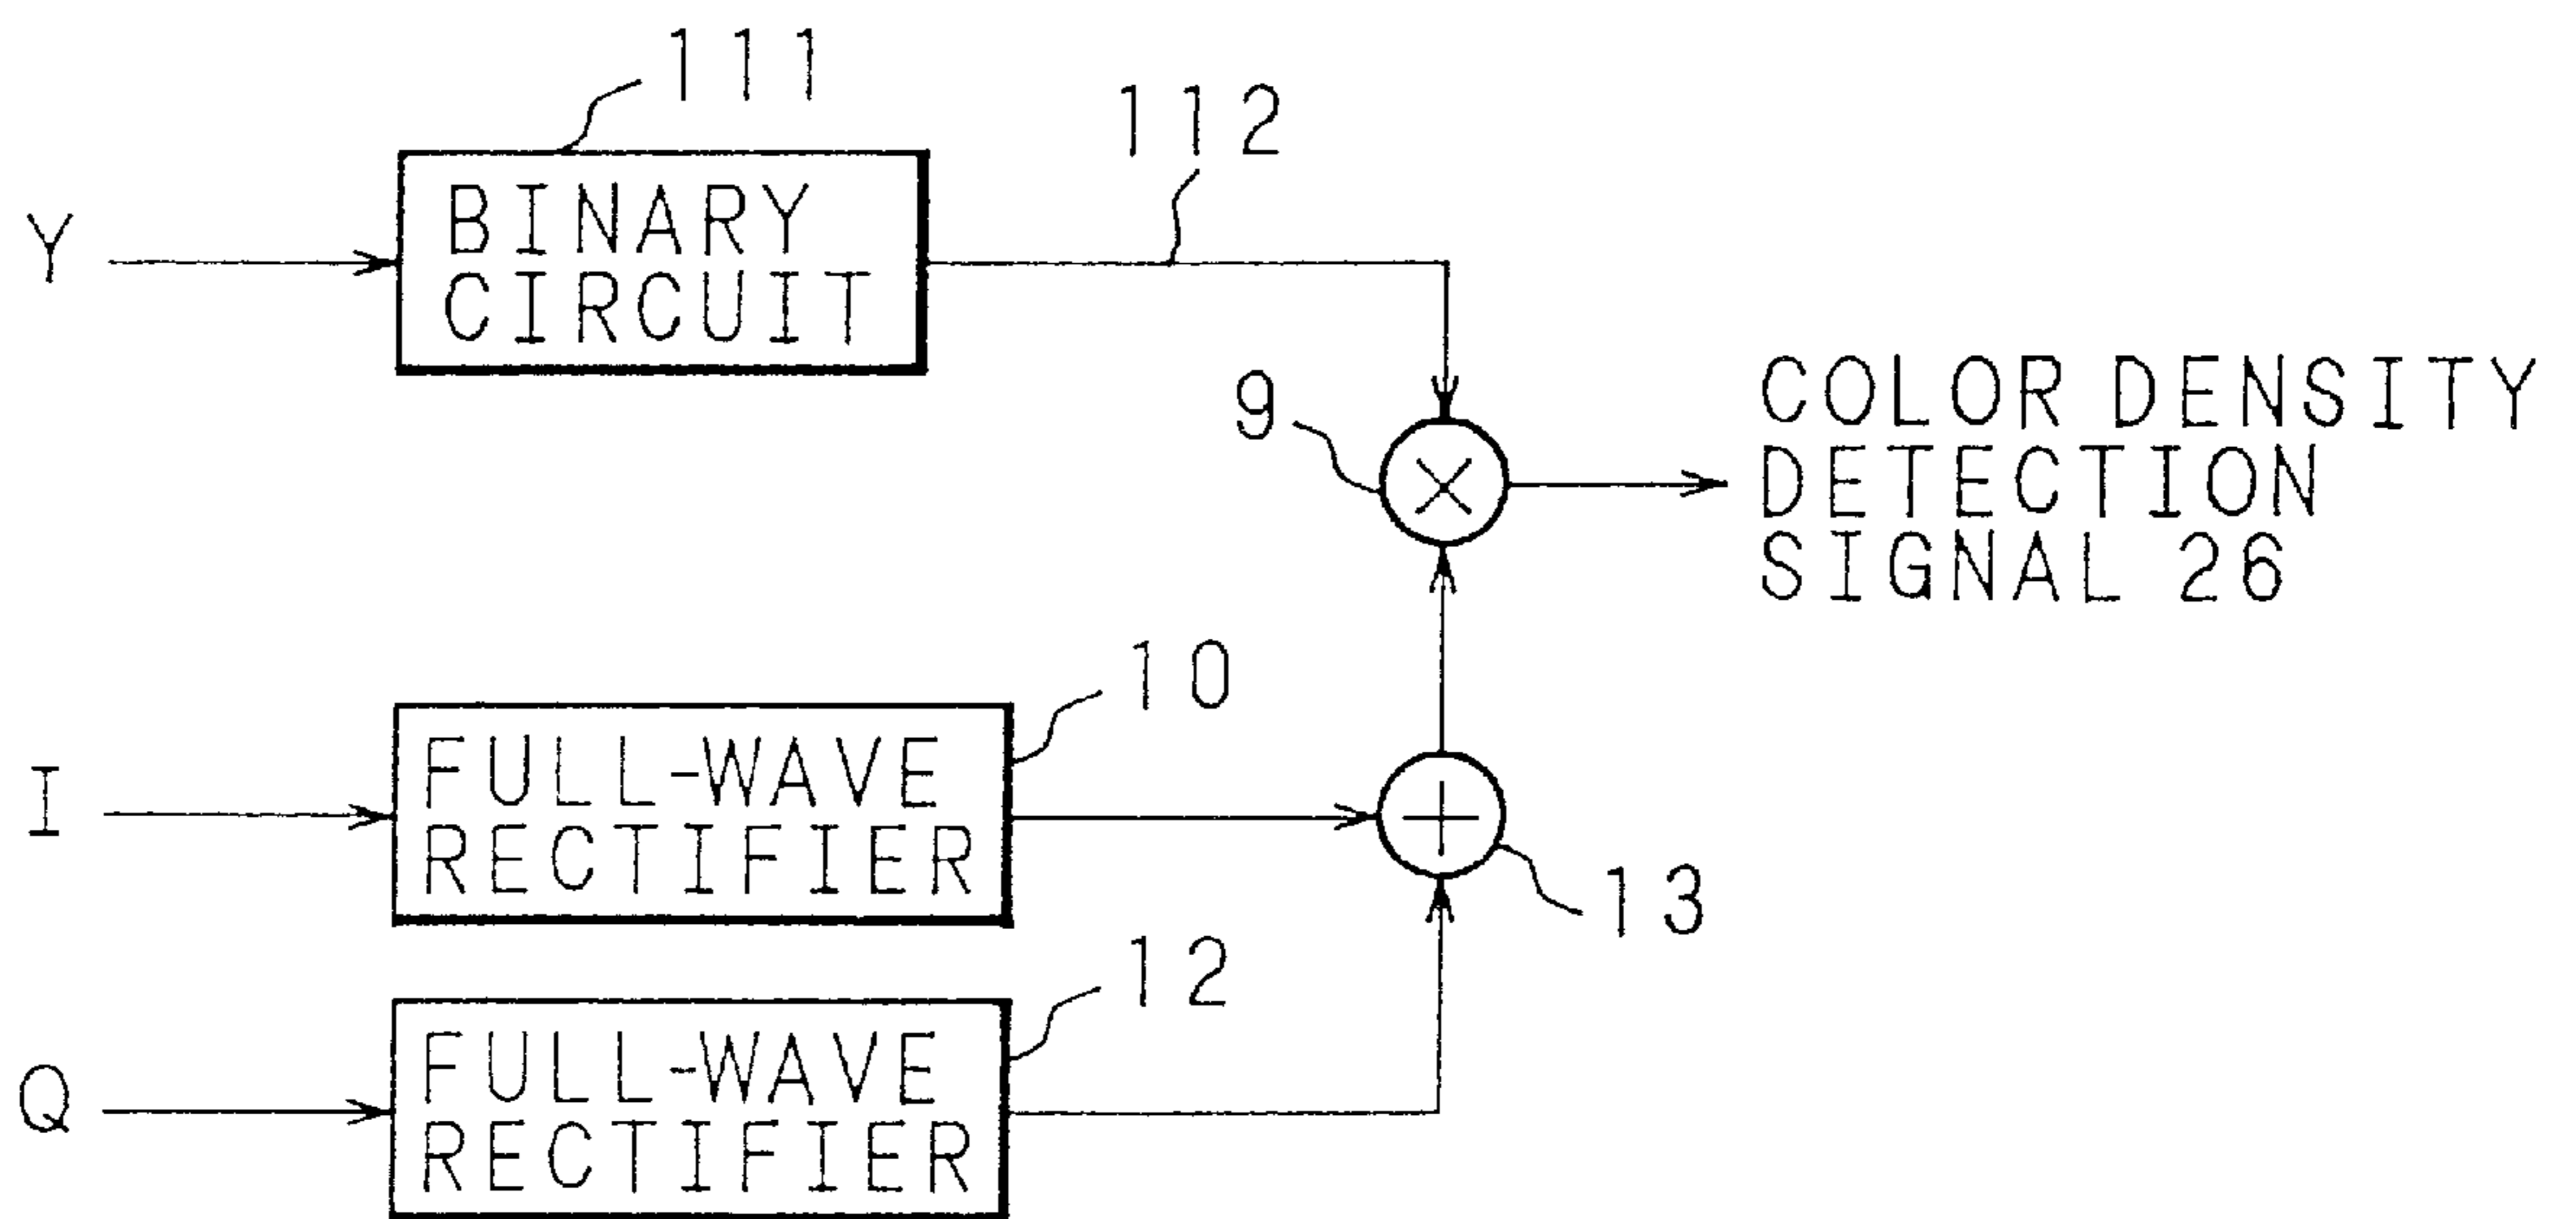 111
112
Y
BINARY
CIRCUIT
9
COLOR DENSITY
DETECTION
SIGNAL 26
10
I
FULL-WAVE
RECTIFIER
13
12
Q
FULL-WAVE
RECTIFIER